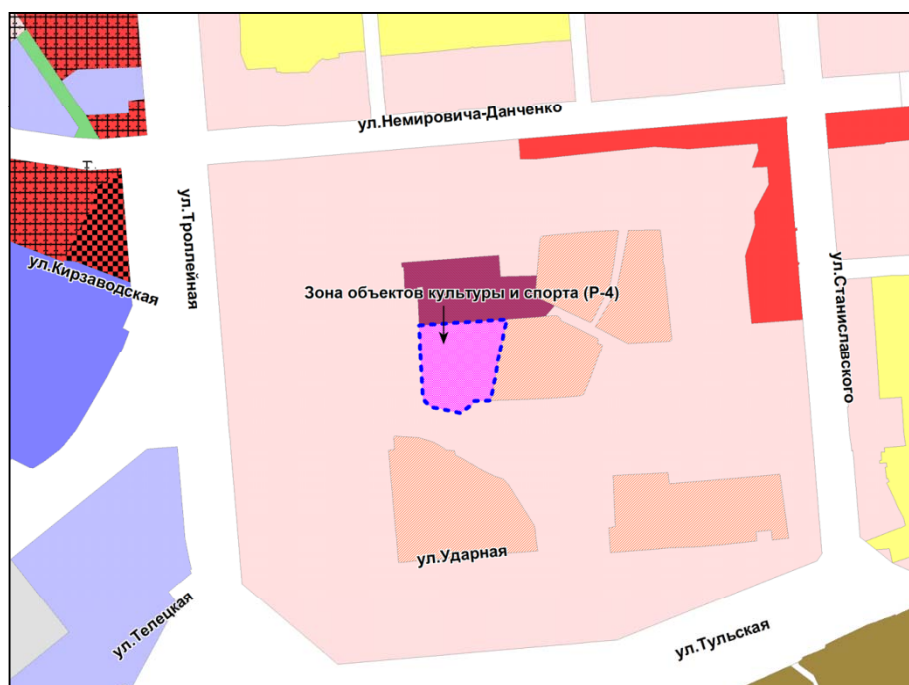 ул.Немировича-Данченко
ул.Троллейная
ул.Кирзаводская
Зона объектов культуры и спорта (Р-4)
ул.Станиславского
ул.Ударная
ул.Телецкая
ул.Тульская